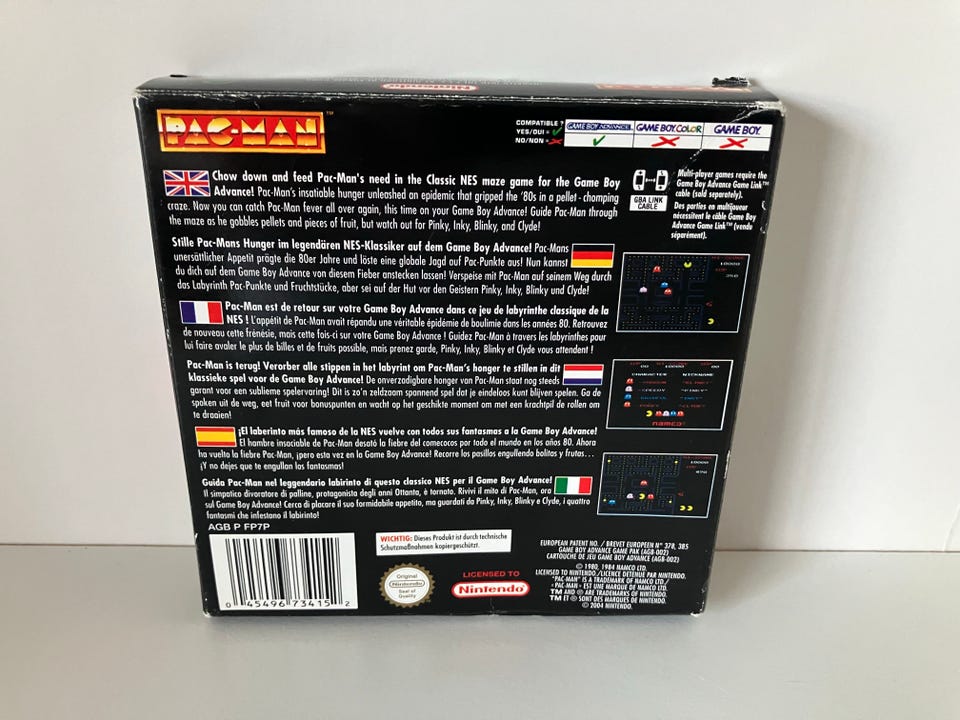 Nintendo
PAC-MAN™
COMPATIBLE ?
YES/OUI =
NO/NON =
GAME BOY ADVANCE
GAME BOY COLOR
GAME BOY
Chow down and feed Pac-Man's need in the Classic NES maze game for the Game Boy
Advance! Pac-Man's insatiable hunger unleashed an epidemic that gripped the '80s in a pellet - chomping
craze. Now you can catch Pac-Man fever all over again, this time on your Game Boy Advance! Guide Pac-Man through
the maze as he gobbles pellets and pieces of fruit, but watch out for Pinky, Inky, Blinky, and Clyde!
GBA LINK
CABLE
Multi-player games require the
Game Boy Advance Game Link™
cable (sold separately).
Des parties en multijoueur
nécessitent le câble Game Boy
Advance Game Link™ (vendu
séparément).
Stille Pac-Mans Hunger im legendären NES-Klassiker auf dem Game Boy Advance! Pac-Mans
unersättlicher Appetit prägte die 80er Jahre und löste eine globale Jagd auf Pac-Punkte aus! Nun kannst
du dich auf dem Game Boy Advance von diesem Fieber anstecken lassen! Verspeise mit Pac-Man auf seinem Weg durch
das Labyrinth Pac-Punkte und Fruchtstücke, aber sei auf der Hut vor den Geistern Pinky, Inky, Blinky und Clyde!
Pac-Man est de retour sur votre Game Boy Advance dans ce jeu de labyrinthe classique de la
NES ! L'appétit de Pac-Man avait répandu une véritable épidémie de boulimie dans les années 80. Retrouvez
de nouveau cette frénésie, mais cette fois-ci sur votre Game Boy Advance ! Guidez Pac-Man à travers les labyrinthes pour
lui faire avaler le plus de billes et de fruits possible, mais prenez garde, Pinky, Inky, Blinky et Clyde vous attendent !
Pac-Man is terug! Verorber alle stippen in het labyrint om Pac-Man's honger te stillen in dit
klassieke spel voor de Game Boy Advance! De onverzadigbare honger van Pac-Man staat nog steeds
garant voor een sublieme spelervaring! Dit is zo'n zeldzaam spannend spel dat je eindeloos kunt blijven spelen. Ga de
spoken uit de weg, eet fruit voor bonuspunten en wacht op het geschikte moment om met een krachtpil de rollen om
te draaien!
CHARACTER / NICKNAME
namco
¡El laberinto más famoso de la NES vuelve con todos sus fantasmas a la Game Boy Advance!
El hambre insaciable de Pac-Man desató la fiebre del comecocos por todo el mundo en los años 80. Ahora
ha vuelto la fiebre Pac-Man, ¡pero esta vez en la Game Boy Advance! Recorre los pasillos engullendo bolitas y frutas...
¡Y no dejes que te engullan los fantasmas!
Guida Pac-Man nel leggendario labirinto di questo classico NES per il Game Boy Advance!
Il simpatico divoratore di palline, protagonista degli anni Ottanta, è tornato. Rivivi il mito di Pac-Man, ora
sul Game Boy Advance! Cerca di placare il suo formidabile appetito, ma guardati da Pinky, Inky, Blinky e Clyde, i quattro
fantasmi che infestano il labirinto!
AGB P FP7P
0 45496 73415 2
WICHTIG: Dieses Produkt ist durch technische
Schutzmaßnahmen kopiergeschützt.
Original
Nintendo
Seal of
Quality
LICENSED TO
Nintendo
EUROPEAN PATENT NO. / BREVET EUROPEEN N° 378, 385
GAME BOY ADVANCE GAME PAK (AGB-002)
CARTOUCHE DE JEU GAME BOY ADVANCE (AGB-002)
© 1980, 1984 NAMCO LTD.
LICENSED TO NINTENDO./LICENCE DETENUE PAR NINTENDO.
"PAC-MAN" IS A TRADEMARK OF NAMCO LTD./
"PAC-MAN" EST UNE MARQUE DE NAMCO LTD.
TM AND ® ARE TRADEMARKS OF NINTENDO.
TM ET ® SONT DES MARQUES DE NINTENDO.
© 2004 NINTENDO.